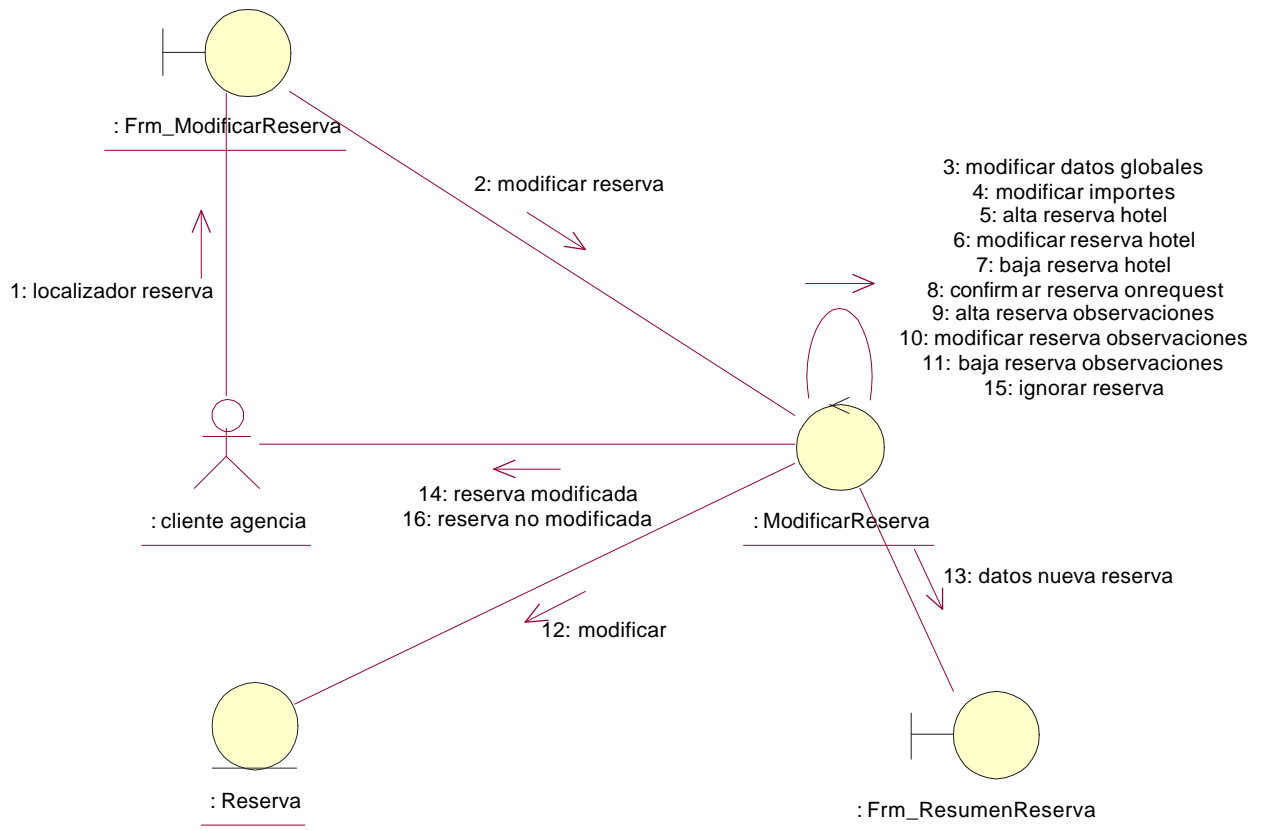 : Frm_ModificarReserva
2: modificar reserva
3: modificar datos globales
4: modificar importes
5: alta reserva hotel
6: modificar reserva hotel
7: baja reserva hotel
8: confirm ar reserva onrequest
9: alta reserva observaciones
10: modificar reserva observaciones
11: baja reserva observaciones
15: ignorar reserva
1: localizador reserva
14: reserva modificada
16: reserva no modificada
: cliente agencia
: ModificarReserva
13: datos nueva reserva
12: modificar
: Reserva
: Frm_ResumenReserva